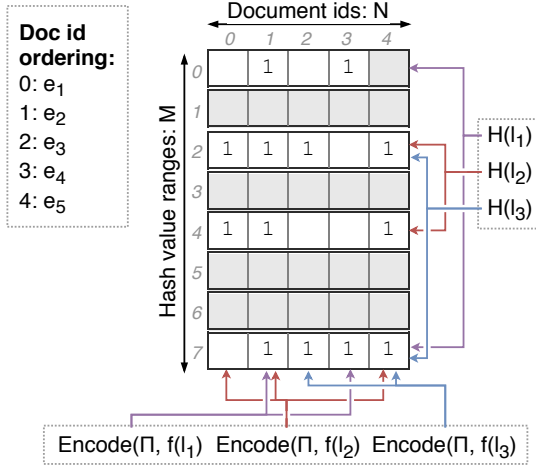 Document ids: N
Doc id
ordering:
0: e₁
1: e₂
2: e₃
3: e₄
4: e₅
Hash value ranges: M
0 1 2 3 4
0 1 1
1
2 1 1 1 1
3
4 1 1 1
5
6
7 1 1 1 1
H(l₁)
H(l₂)
H(l₃)
Encode(Π, f(l₁) Encode(Π, f(l₂) Encode(Π, f(l₃)